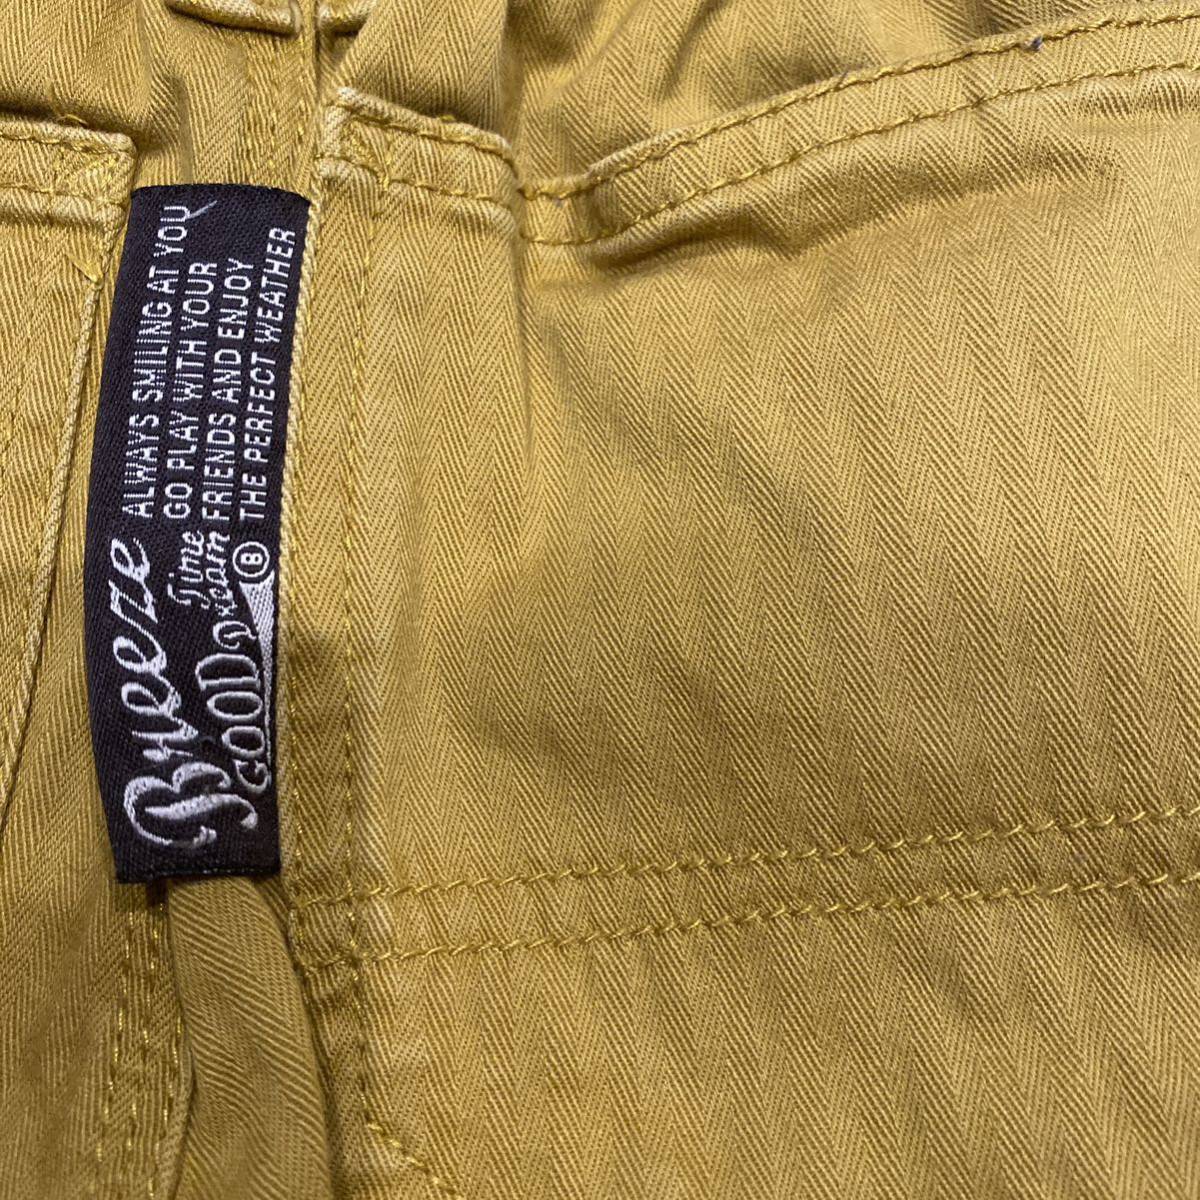 Breeze
GOOD Time
Dream
B
ALWAYS SMILING AT YOU
GO PLAY WITH YOUR
FRIENDS AND ENJOY
THE PERFECT WEATHER